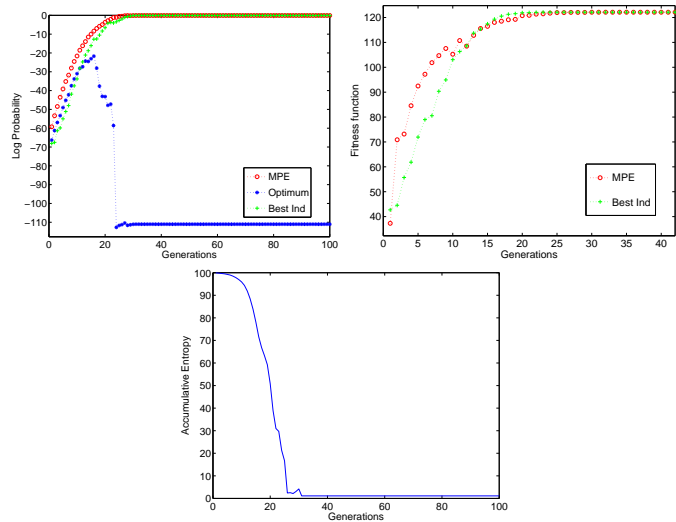 0
−10
−20
−30
−40
−50
−60
−70
−80
−90
−100
−110
Log Probability
MPE
Optimum
Best Ind
0 20 40 60 80 100
Generations
120
110
100
90
80
70
60
50
40
Fitness function
MPE
Best Ind
0 5 10 15 20 25 30 35 40
Generations
100
90
80
70
60
50
40
30
20
10
0
Accumulative Entropy
0 20 40 60 80 100
Generations